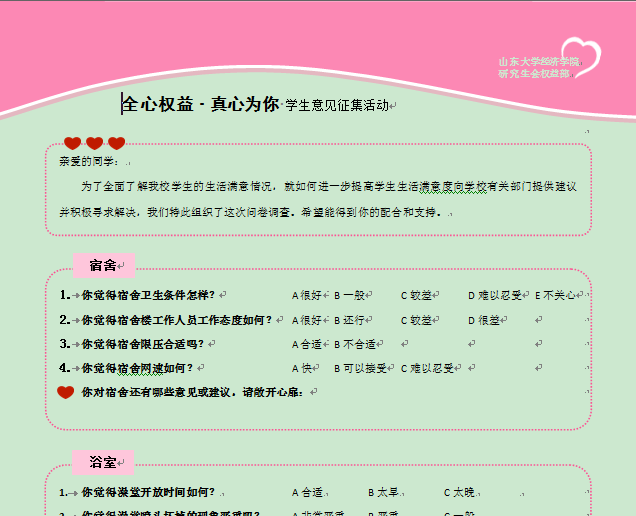 山东大学经济学院
研究生会权益部
全心权益 - 真心为你·学生意见征集活动
亲爱的同学：
为了全面了解我校学生的生活满意情况，就如何进一步提高学生生活满意度向学校有关部门提供建议
并积极寻求解决，我们特此组织了这次问卷调查。希望能得到你的配合和支持。
宿舍
1. 你觉得宿舍卫生条件怎样？ A 很好 B 一般 C 较差 D 难以忍受 E 不关心
2. 你觉得宿舍楼工作人员工作态度如何？ A 很好 B 还行 C 较差 D 很差
3. 你觉得宿舍限压合适吗？ A 合适 B 不合适
4. 你觉得宿舍网速如何？ A 快 B 可以接受 C 难以忍受
你对宿舍还有哪些意见或建议，请敞开心扉：
浴室
1. 你觉得澡堂开放时间如何？ A 合适 B 太早 C 太晚